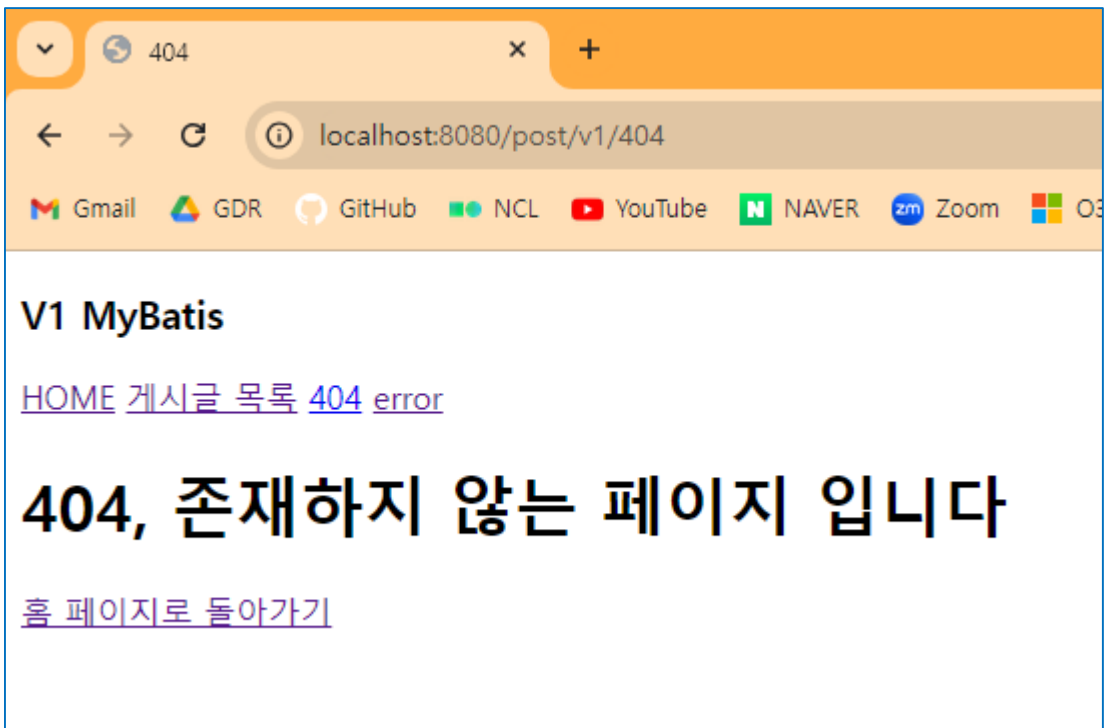 404
localhost:8080/post/v1/404
Gmail GDR GitHub NCL YouTube N NAVER zm Zoom
V1 MyBatis
HOME 게시글 목록 404 error
404, 존재하지 않는 페이지 입니다
홈 페이지로 돌아가기